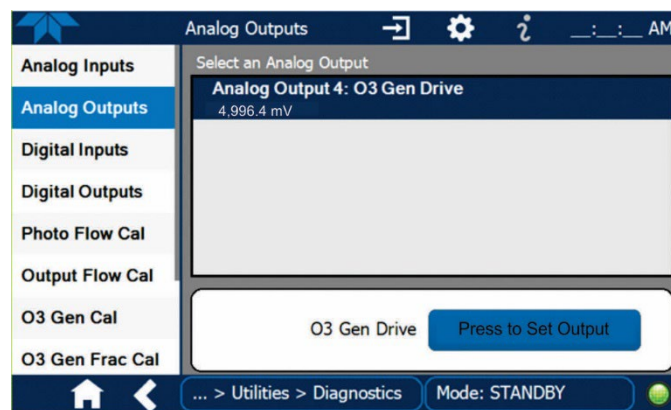 Analog Outputs
__:__:__ AM
Analog Inputs
Analog Outputs
Digital Inputs
Digital Outputs
Photo Flow Cal
Output Flow Cal
O3 Gen Cal
O3 Gen Frac Cal
Select an Analog Output
Analog Output 4: O3 Gen Drive
4,996.4 mV
O3 Gen Drive
Press to Set Output
... > Utilities > Diagnostics
Mode: STANDBY